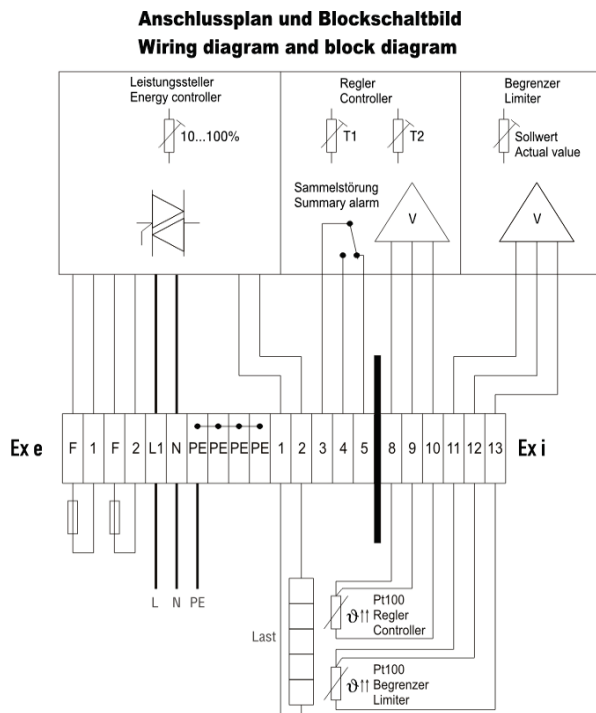 Anschlussplan und Blockschaltbild
Wiring diagram and block diagram
Leistungssteller
Energy controller
10...100%
Regler
Controller
T1
T2
Sammelstörung
Summary alarm
V
Begrenzer
Limiter
Sollwert
Actual value
V
Ex e
F 1 F 2 L1 N PE PE PE PE 1 2 3 4 5 8 9 10 11 12 13
Ex i
L N PE
Last
ϑ↑↑
Pt100
Regler
Controller
ϑ↑↑
Pt100
Begrenzer
Limiter